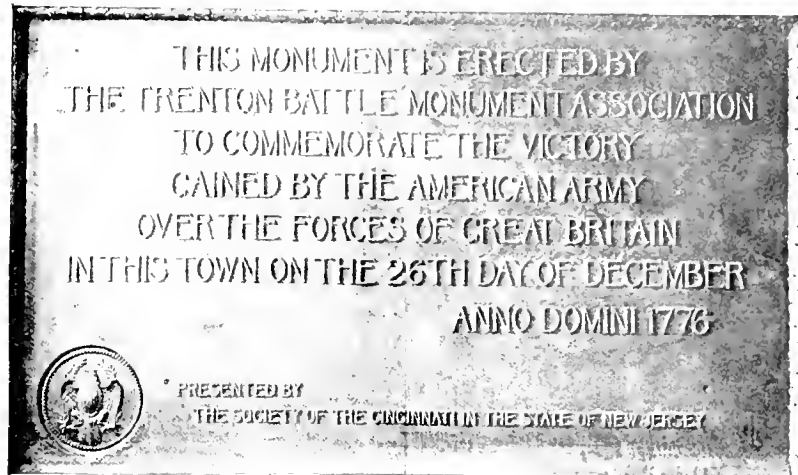 THIS MONUMENT IS ERECTED BY
THE TRENTON BATTLE MONUMENT ASSOCIATION
TO COMMEMORATE THE VICTORY
GAINED BY THE AMERICAN ARMY
OVER THE FORCES OF GREAT BRITAIN
IN THIS TOWN ON THE 26TH DAY OF DECEMBER
ANNO DOMINI 1776
PRESENTED BY
THE SOCIETY OF THE CINCINNATI IN THE STATE OF NEW JERSEY